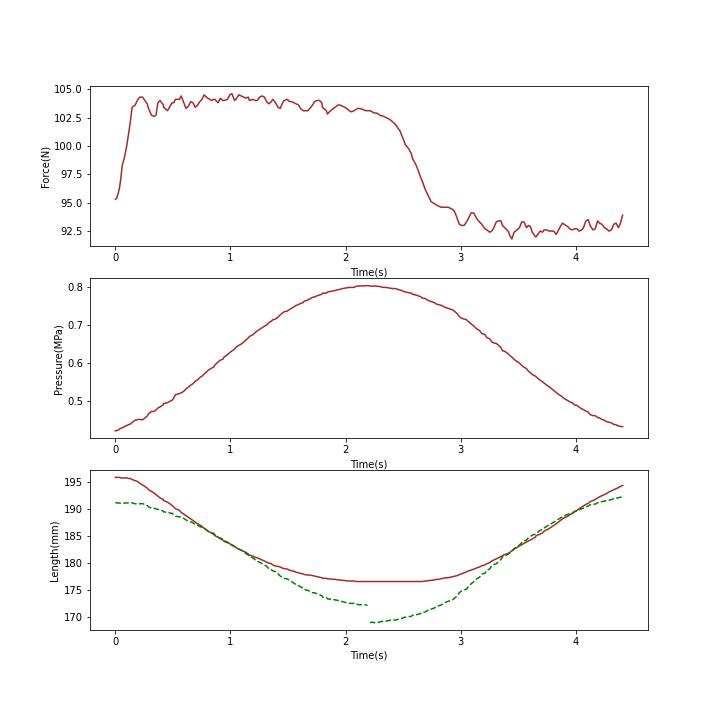 105.0
102.5
100.0
97.5
95.0
92.5
Force(N)
0 1 2 3 4
Time(s)
0.8
0.7
0.6
0.5
Pressure(MPa)
0 1 2 3 4
Time(s)
195
190
185
180
175
170
Length(mm)
0 1 2 3 4
Time(s)